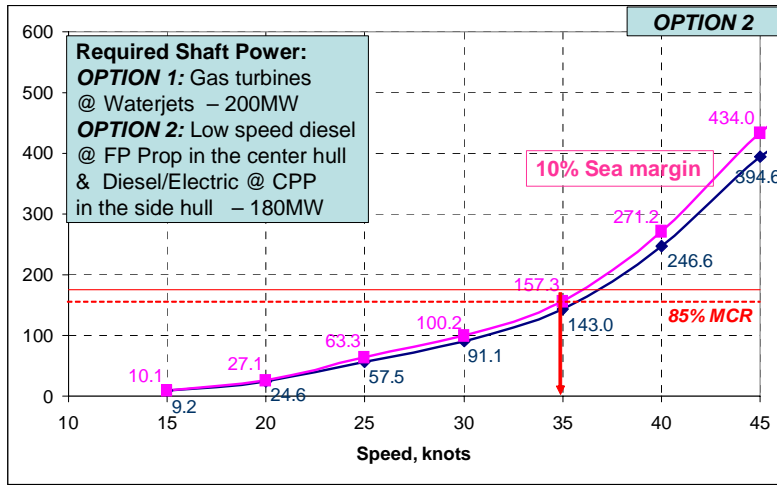 OPTION 2
600
500
400
300
200
100
0
Required Shaft Power:
OPTION 1: Gas turbines
@ Waterjets – 200MW
OPTION 2: Low speed diesel
@ FP Prop in the center hull
& Diesel/Electric @ CPP
in the side hull – 180MW
10% Sea margin
434.0
394.6
271.2
246.6
157.3
143.0
85% MCR
100.2
91.1
63.3
57.5
27.1
24.6
10.1
9.2
10 15 20 25 30 35 40 45
Speed, knots